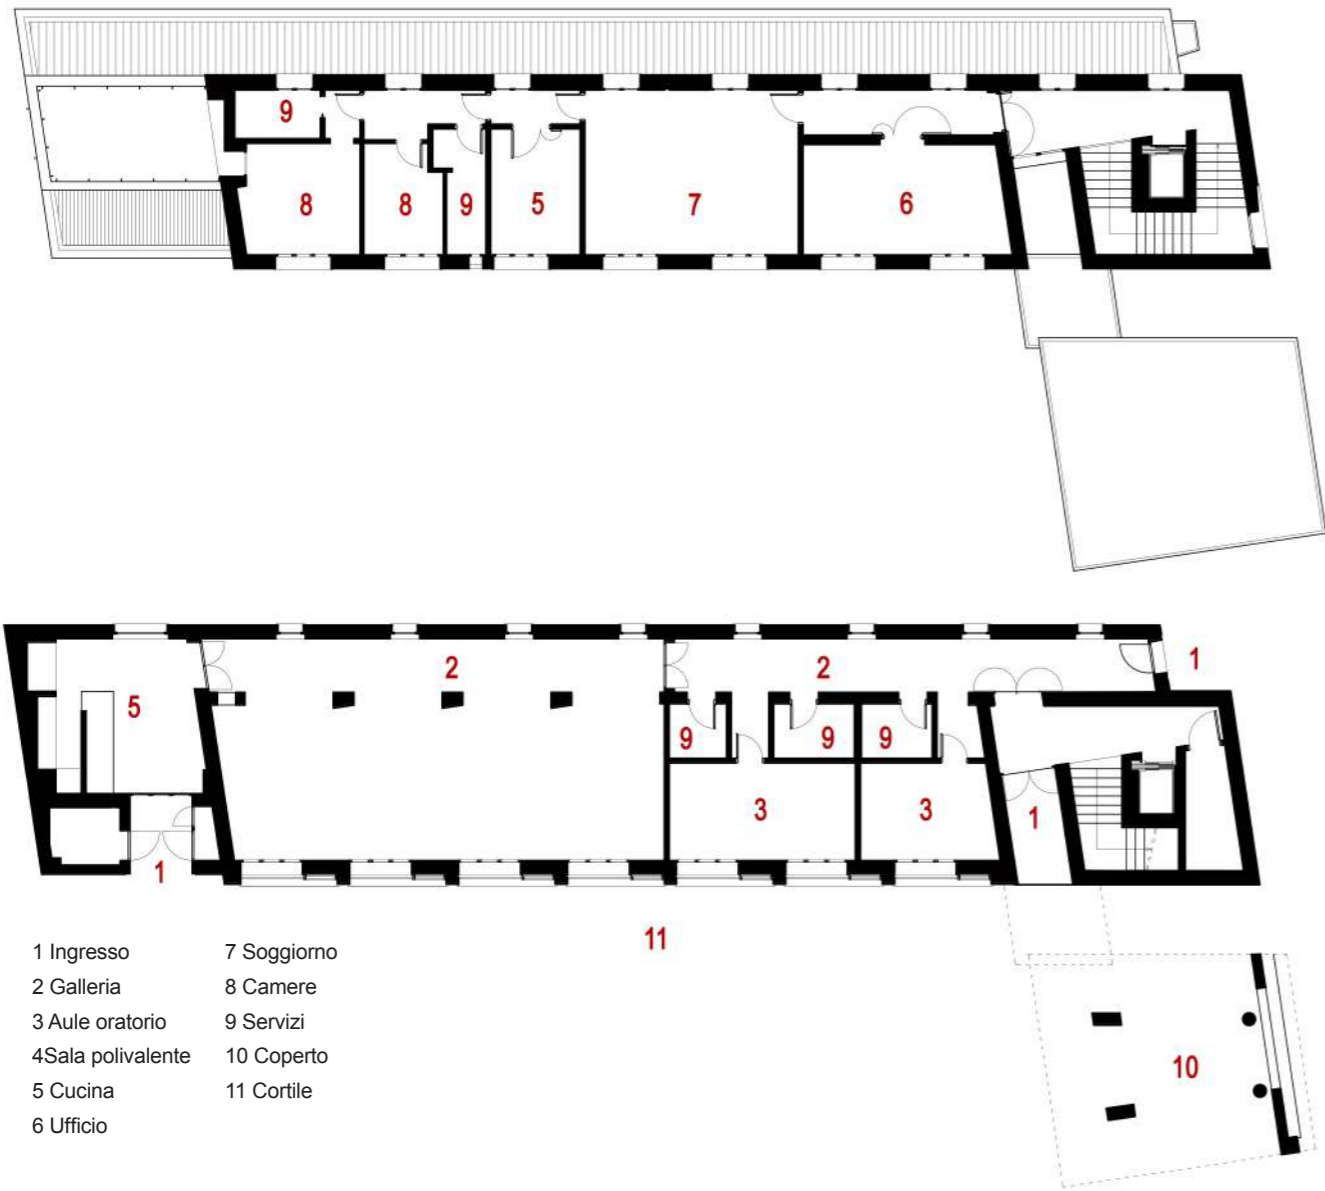 9
8 8 9 5 7 6
2 2 1
5
9 9 9
3 3 1
1
11
10
1 Ingresso
2 Galleria
3 Aule oratorio
4Sala polivalente
5 Cucina
6 Ufficio
7 Soggiorno
8 Camere
9 Servizi
10 Coperto
11 Cortile